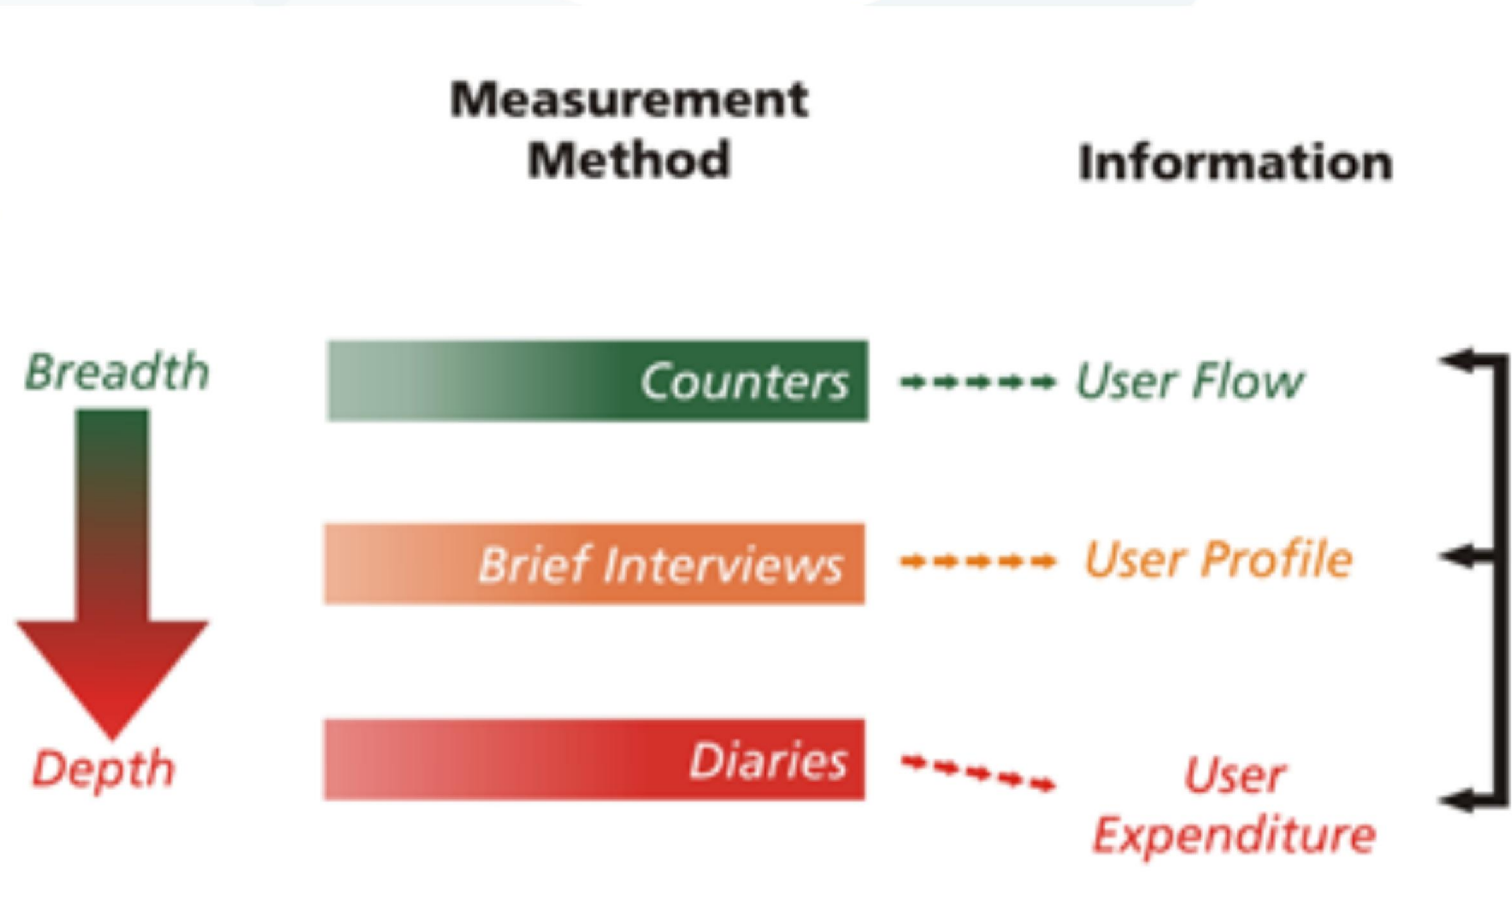 Measurement
Method
Information
Breadth
Counters
User Flow
Brief Interviews
User Profile
Depth
Diaries
User
Expenditure